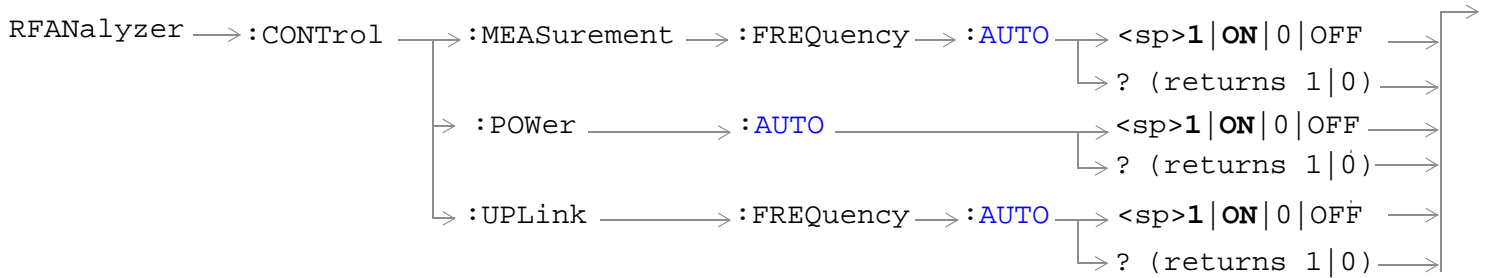 RFANalyzer :CONTrol :MEASurement :FREQuency :AUTO <sp>1|ON|0|OFF
? (returns 1|0)
:POWer :AUTO <sp>1|ON|0|OFF
? (returns 1|0)
:UPLink :FREQuency :AUTO <sp>1|ON|0|OFF
? (returns 1|0)